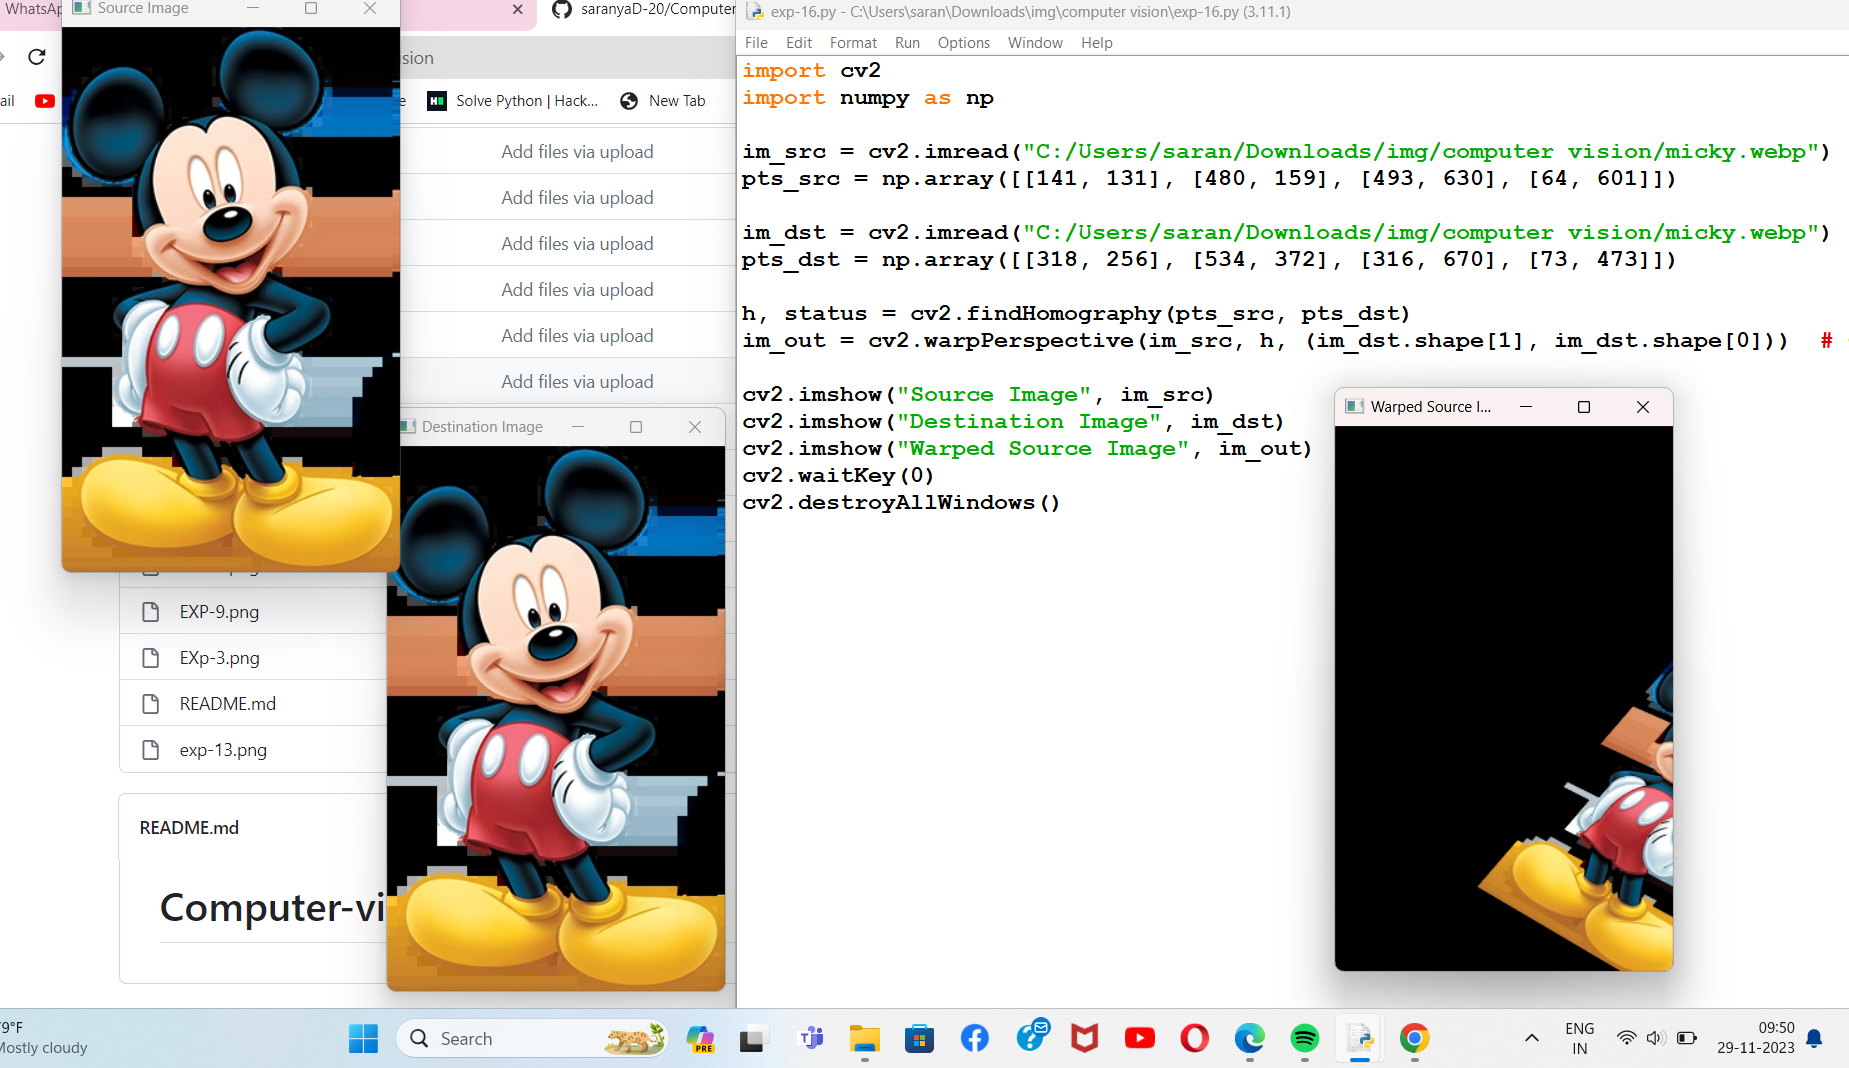 WhatsAp
Source Image
saranyaD-20/Computer
ision
ail
e
Solve Python | Hack...
New Tab
Add files via upload
Add files via upload
Add files via upload
Add files via upload
Add files via upload
Add files via upload
Destination Image
EXP-9.png
EXp-3.png
README.md
exp-13.png
README.md
Computer-vi
exp-16.py - C:\Users\saran\Downloads\img\computer vision\exp-16.py (3.11.1)
File Edit Format Run Options Window Help
import cv2
import numpy as np
im_src = cv2.imread("C:/Users/saran/Downloads/img/computer vision/micky.webp")
pts_src = np.array([[141, 131], [480, 159], [493, 630], [64, 601]])
im_dst = cv2.imread("C:/Users/saran/Downloads/img/computer vision/micky.webp")
pts_dst = np.array([[318, 256], [534, 372], [316, 670], [73, 473]])
h, status = cv2.findHomography(pts_src, pts_dst)
im_out = cv2.warpPerspective(im_src, h, (im_dst.shape[1], im_dst.shape[0])) #
cv2.imshow("Source Image", im_src)
cv2.imshow("Destination Image", im_dst)
cv2.imshow("Warped Source Image", im_out)
cv2.waitKey(0)
cv2.destroyAllWindows()
Warped Source I...
9°F
Mostly cloudy
Search
PRE
ENG
IN
09:50
29-11-2023